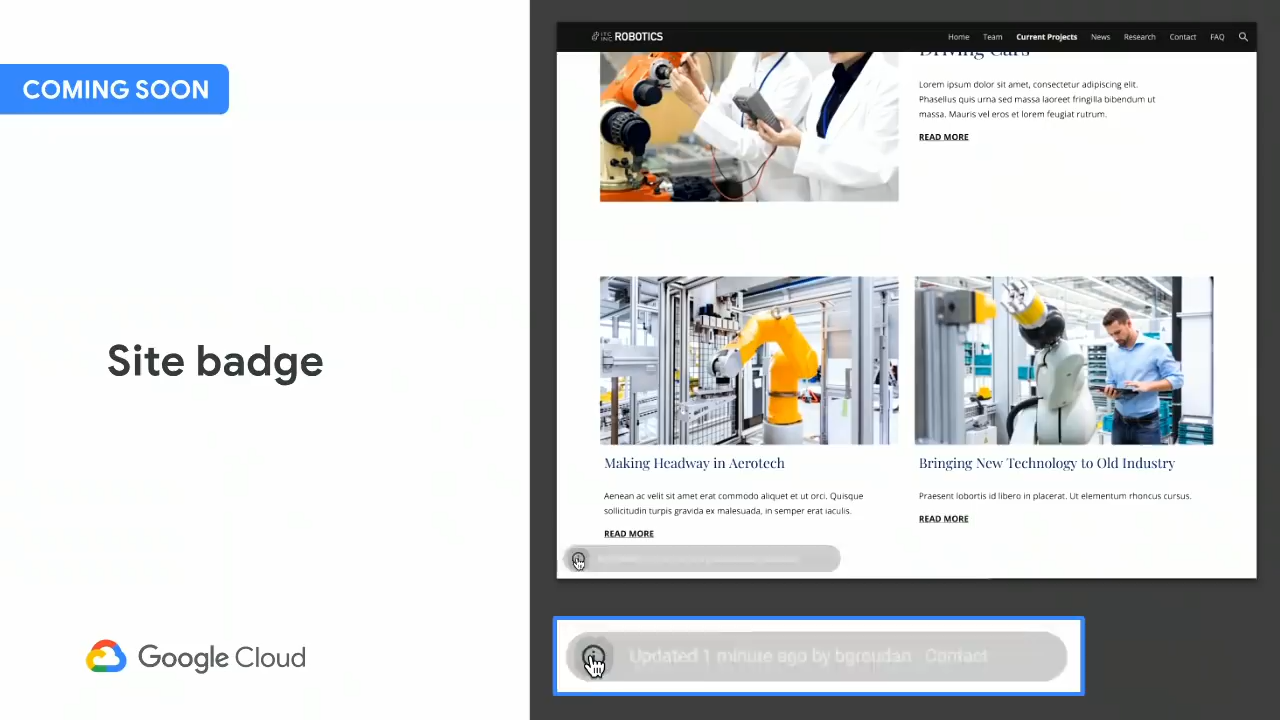 COMING SOON
Site badge
Google Cloud
ITC INC ROBOTICS
Home Team Current Projects News Research Contact FAQ
Driving Cars
Lorem ipsum dolor sit amet, consectetur adipiscing elit.
Phasellus quis urna sed massa laoreet fringilla bibendum ut
massa. Mauris vel eros et lorem feugiat rutrum.
READ MORE
Making Headway in Aerotech
Aenean ac velit sit amet erat commodo aliquet et ut orci. Quisque
sollicitudin turpis gravida ex malesuada, in semper erat iaculis.
READ MORE
Bringing New Technology to Old Industry
Praesent lobortis id libero in placerat. Ut elementum rhoncus cursus.
READ MORE
Updated 1 minute ago by Contact